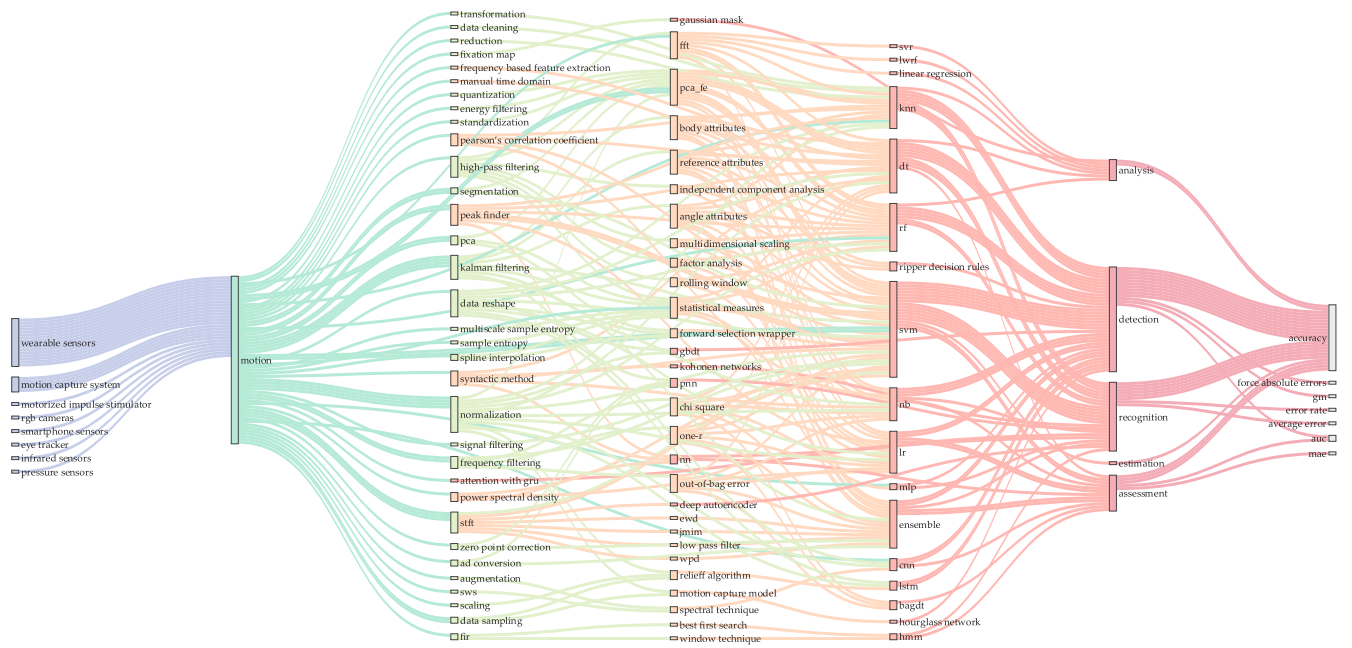 wearable sensors
motion capture system
motorized impulse stimulator
rgb cameras
smartphone sensors
eye tracker
infrared sensors
pressure sensors
motion
transformation
data cleaning
reduction
fixation map
frequency based feature extraction
manual time domain
quantization
energy filtering
standardization
pearson's correlation coefficient
high-pass filtering
segmentation
peak finder
pca
kalman filtering
data reshape
multiscale sample entropy
sample entropy
spline interpolation
syntactic method
normalization
signal filtering
frequency filtering
attention with gru
power spectral density
stft
zero point correction
ad conversion
augmentation
sws
scaling
data sampling
fir
gaussian mask
fft
pca_fe
body attributes
reference attributes
independent component analysis
angle attributes
multidimensional scaling
factor analysis
rolling window
statistical measures
forward selection wrapper
gbdt
kohonen networks
pnn
chi square
one-r
nn
out-of-bag error
deep autoencoder
ewd
jmim
low pass filter
wpd
relieff algorithm
motion capture model
spectral technique
best first search
window technique
svr
lwrf
linear regression
knn
dt
rf
ripper decision rules
svm
nb
lr
mlp
ensemble
cnn
lstm
bagdt
hourglass network
hmm
analysis
detection
recognition
estimation
assessment
accuracy
force absolute errors
gm
error rate
average error
auc
mae